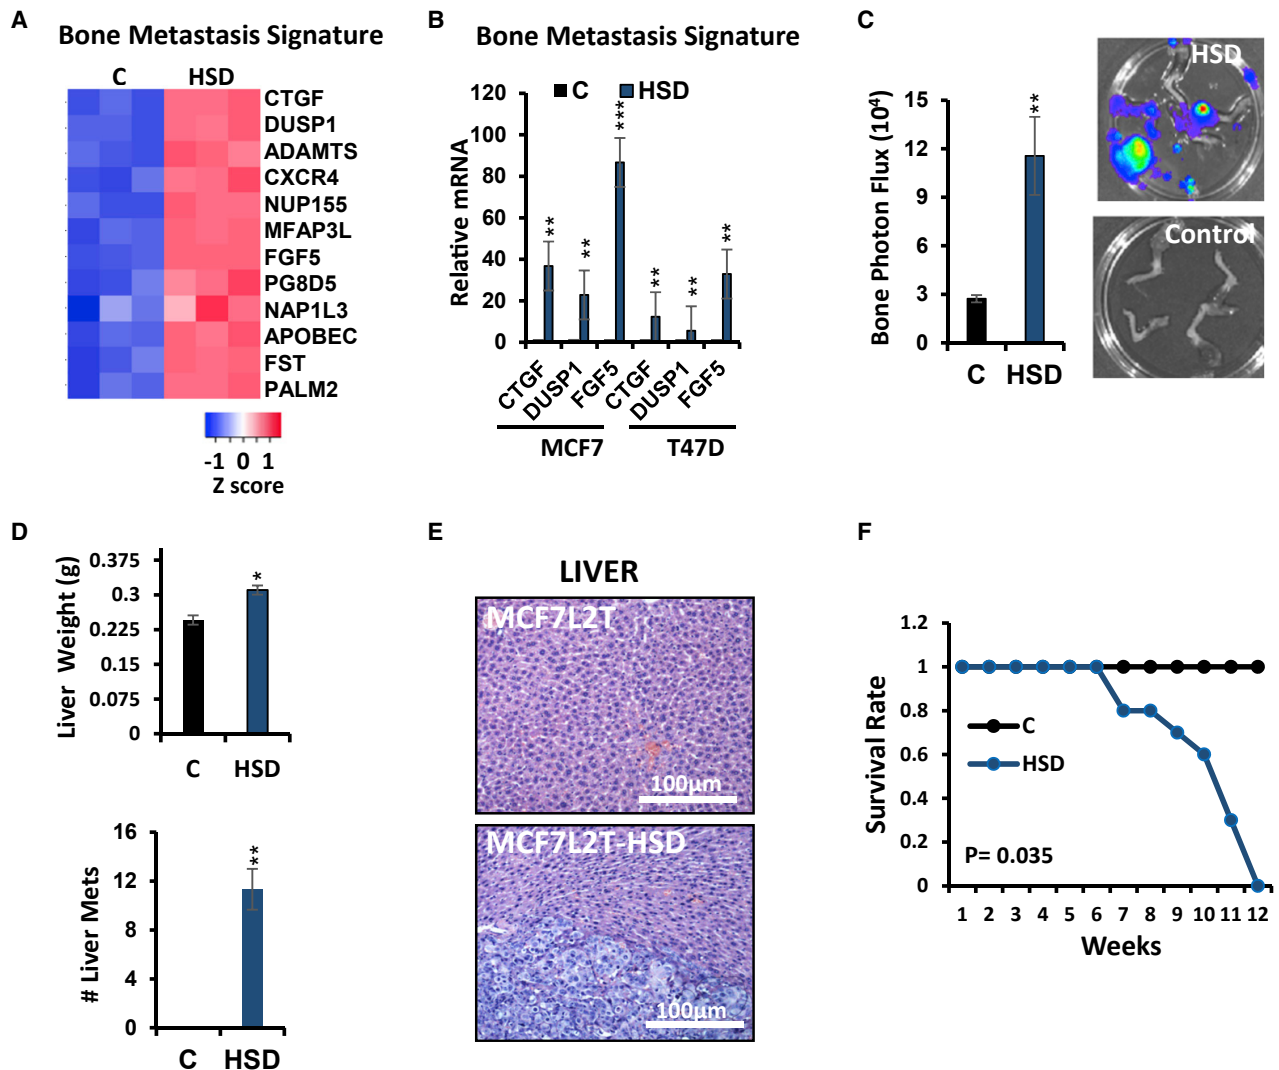 A
Bone Metastasis Signature
C HSD
CTGF
DUSP1
ADAMTS
CXCR4
NUP155
MFAP3L
FGF5
PG8D5
NAP1L3
APOBEC
FST
PALM2
-1 0 1
Z score
B
Bone Metastasis Signature
C HSD
Relative mRNA
120
100
80
60
40
20
0
** ** *** ** ** **
CTGF DUSP1 FGF5 CTGF DUSP1 FGF5
MCF7 T47D
C
Bone Photon Flux (10⁴)
15
12
9
6
3
0
**
C HSD
HSD
Control
D
Liver Weight (g)
0.375
0.3
0.225
0.15
0.075
0
*
C HSD
# Liver Mets
16
12
8
4
0
**
C HSD
E
LIVER
MCF7L2T
100µm
MCF7L2T-HSD
100µm
F
Survival Rate
1.2
1
0.8
0.6
0.4
0.2
0
C
HSD
P= 0.035
1 2 3 4 5 6 7 8 9 10 11 12
Weeks